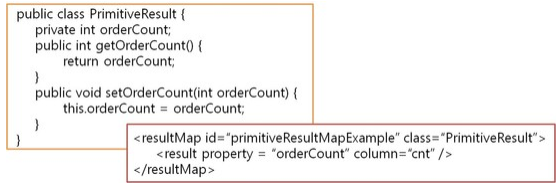 public class PrimitiveResult {
private int orderCount;
public int getOrderCount() {
return orderCount;
}
public void setOrderCount(int orderCount) {
this.orderCount = orderCount;
}
}
<resultMap id="primitiveResultMapExample" class="PrimitiveResult">
<result property = "orderCount" column="cnt" />
</resultMap>